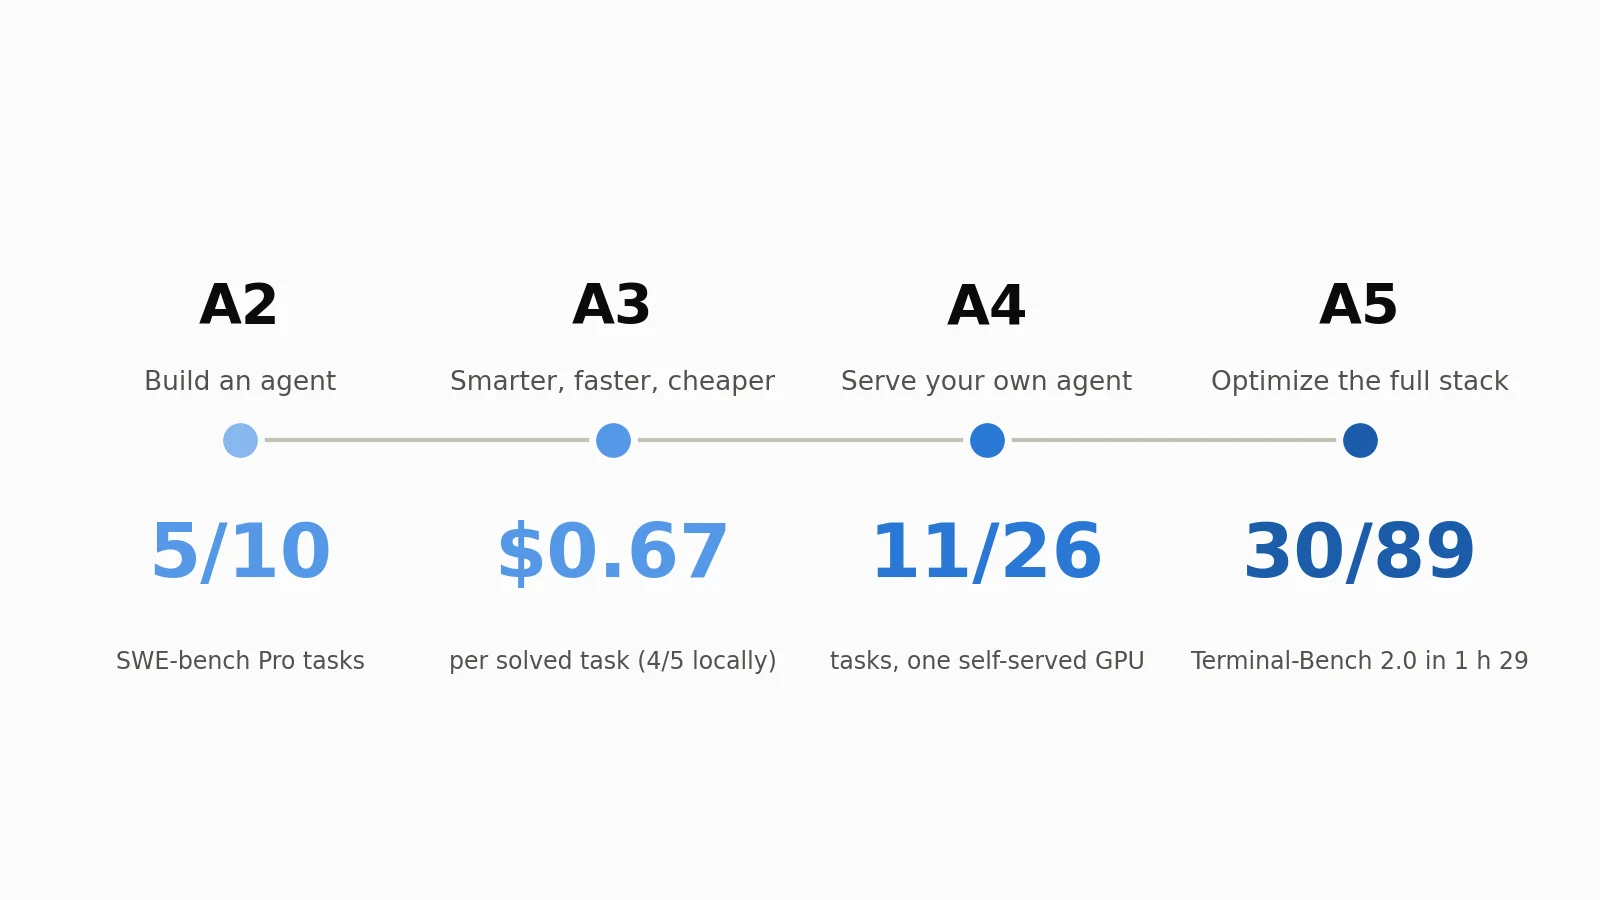 A2
Build an agent
5/10
SWE-bench Pro tasks
A3
Smarter, faster, cheaper
$0.67
per solved task (4/5 locally)
A4
Serve your own agent
11/26
tasks, one self-served GPU
A5
Optimize the full stack
30/89
Terminal-Bench 2.0 in 1 h 29